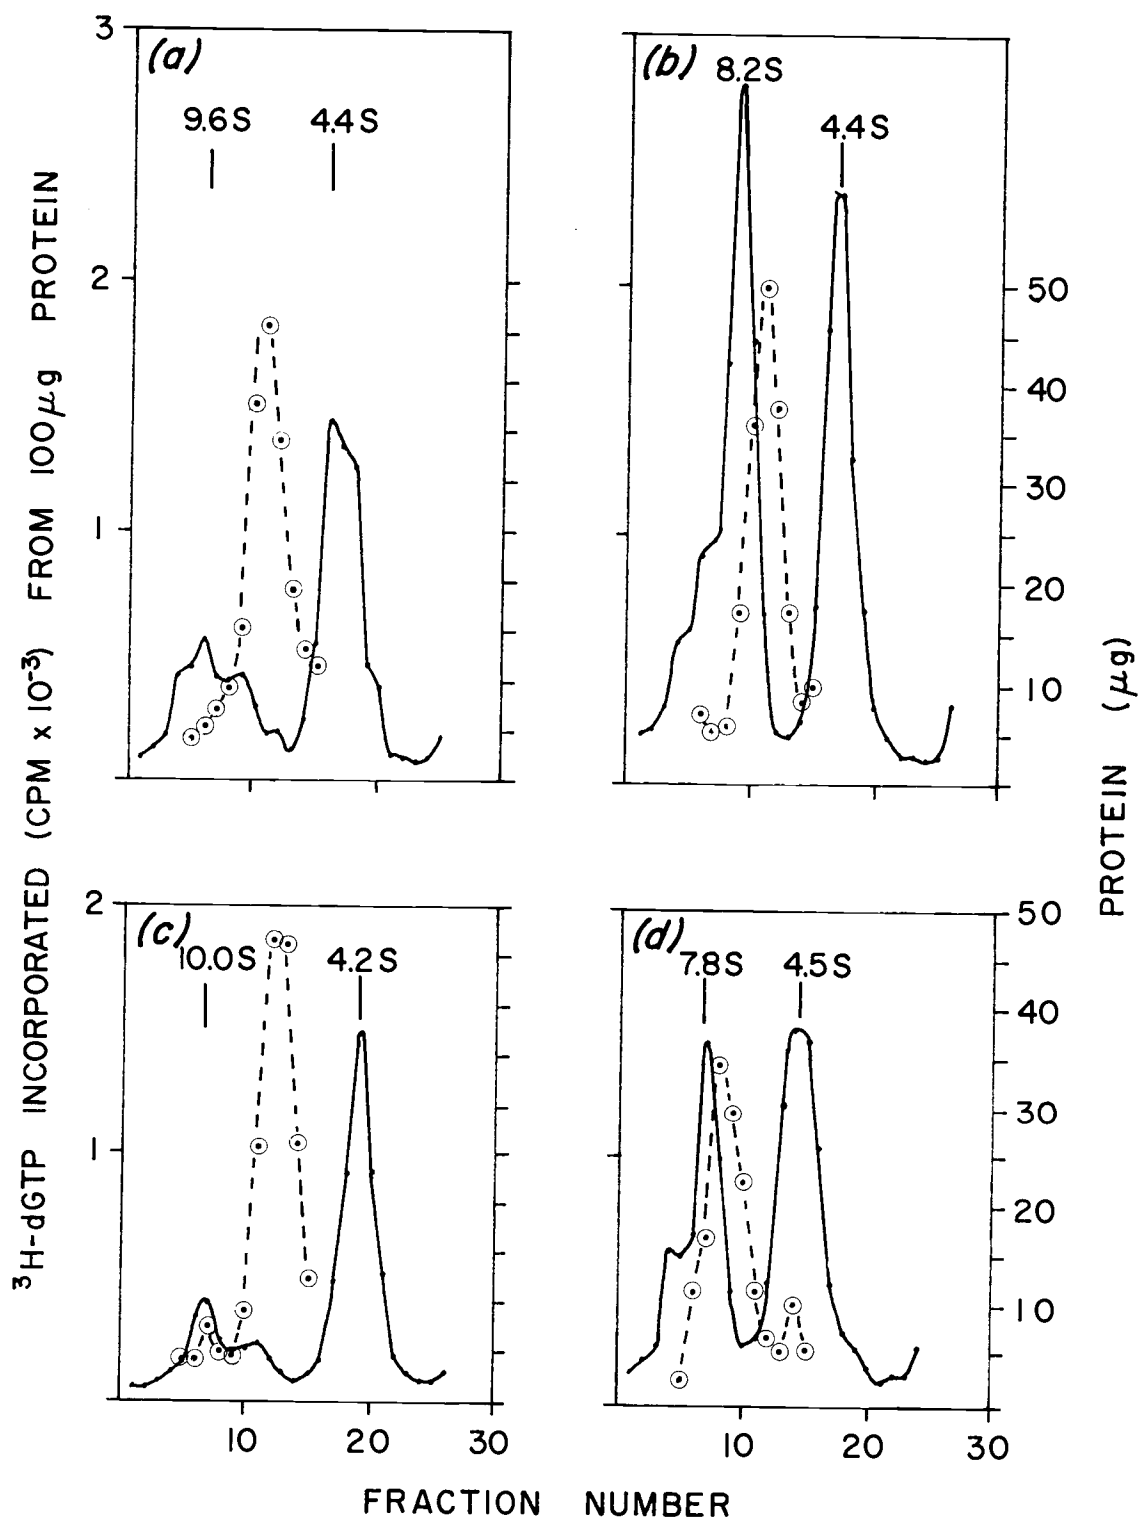 3
2
1
(a)
9.6S
4.4S
(b)
8.2S
4.4S
50
40
30
20
10
2
1
(c)
10.0S
4.2S
10
20
30
(d)
7.8S
4.5S
50
40
30
20
10
10
20
30
³H-dGTP INCORPORATED (CPM x 10⁻³) FROM 100µg PROTEIN
PROTEIN (µg)
FRACTION NUMBER